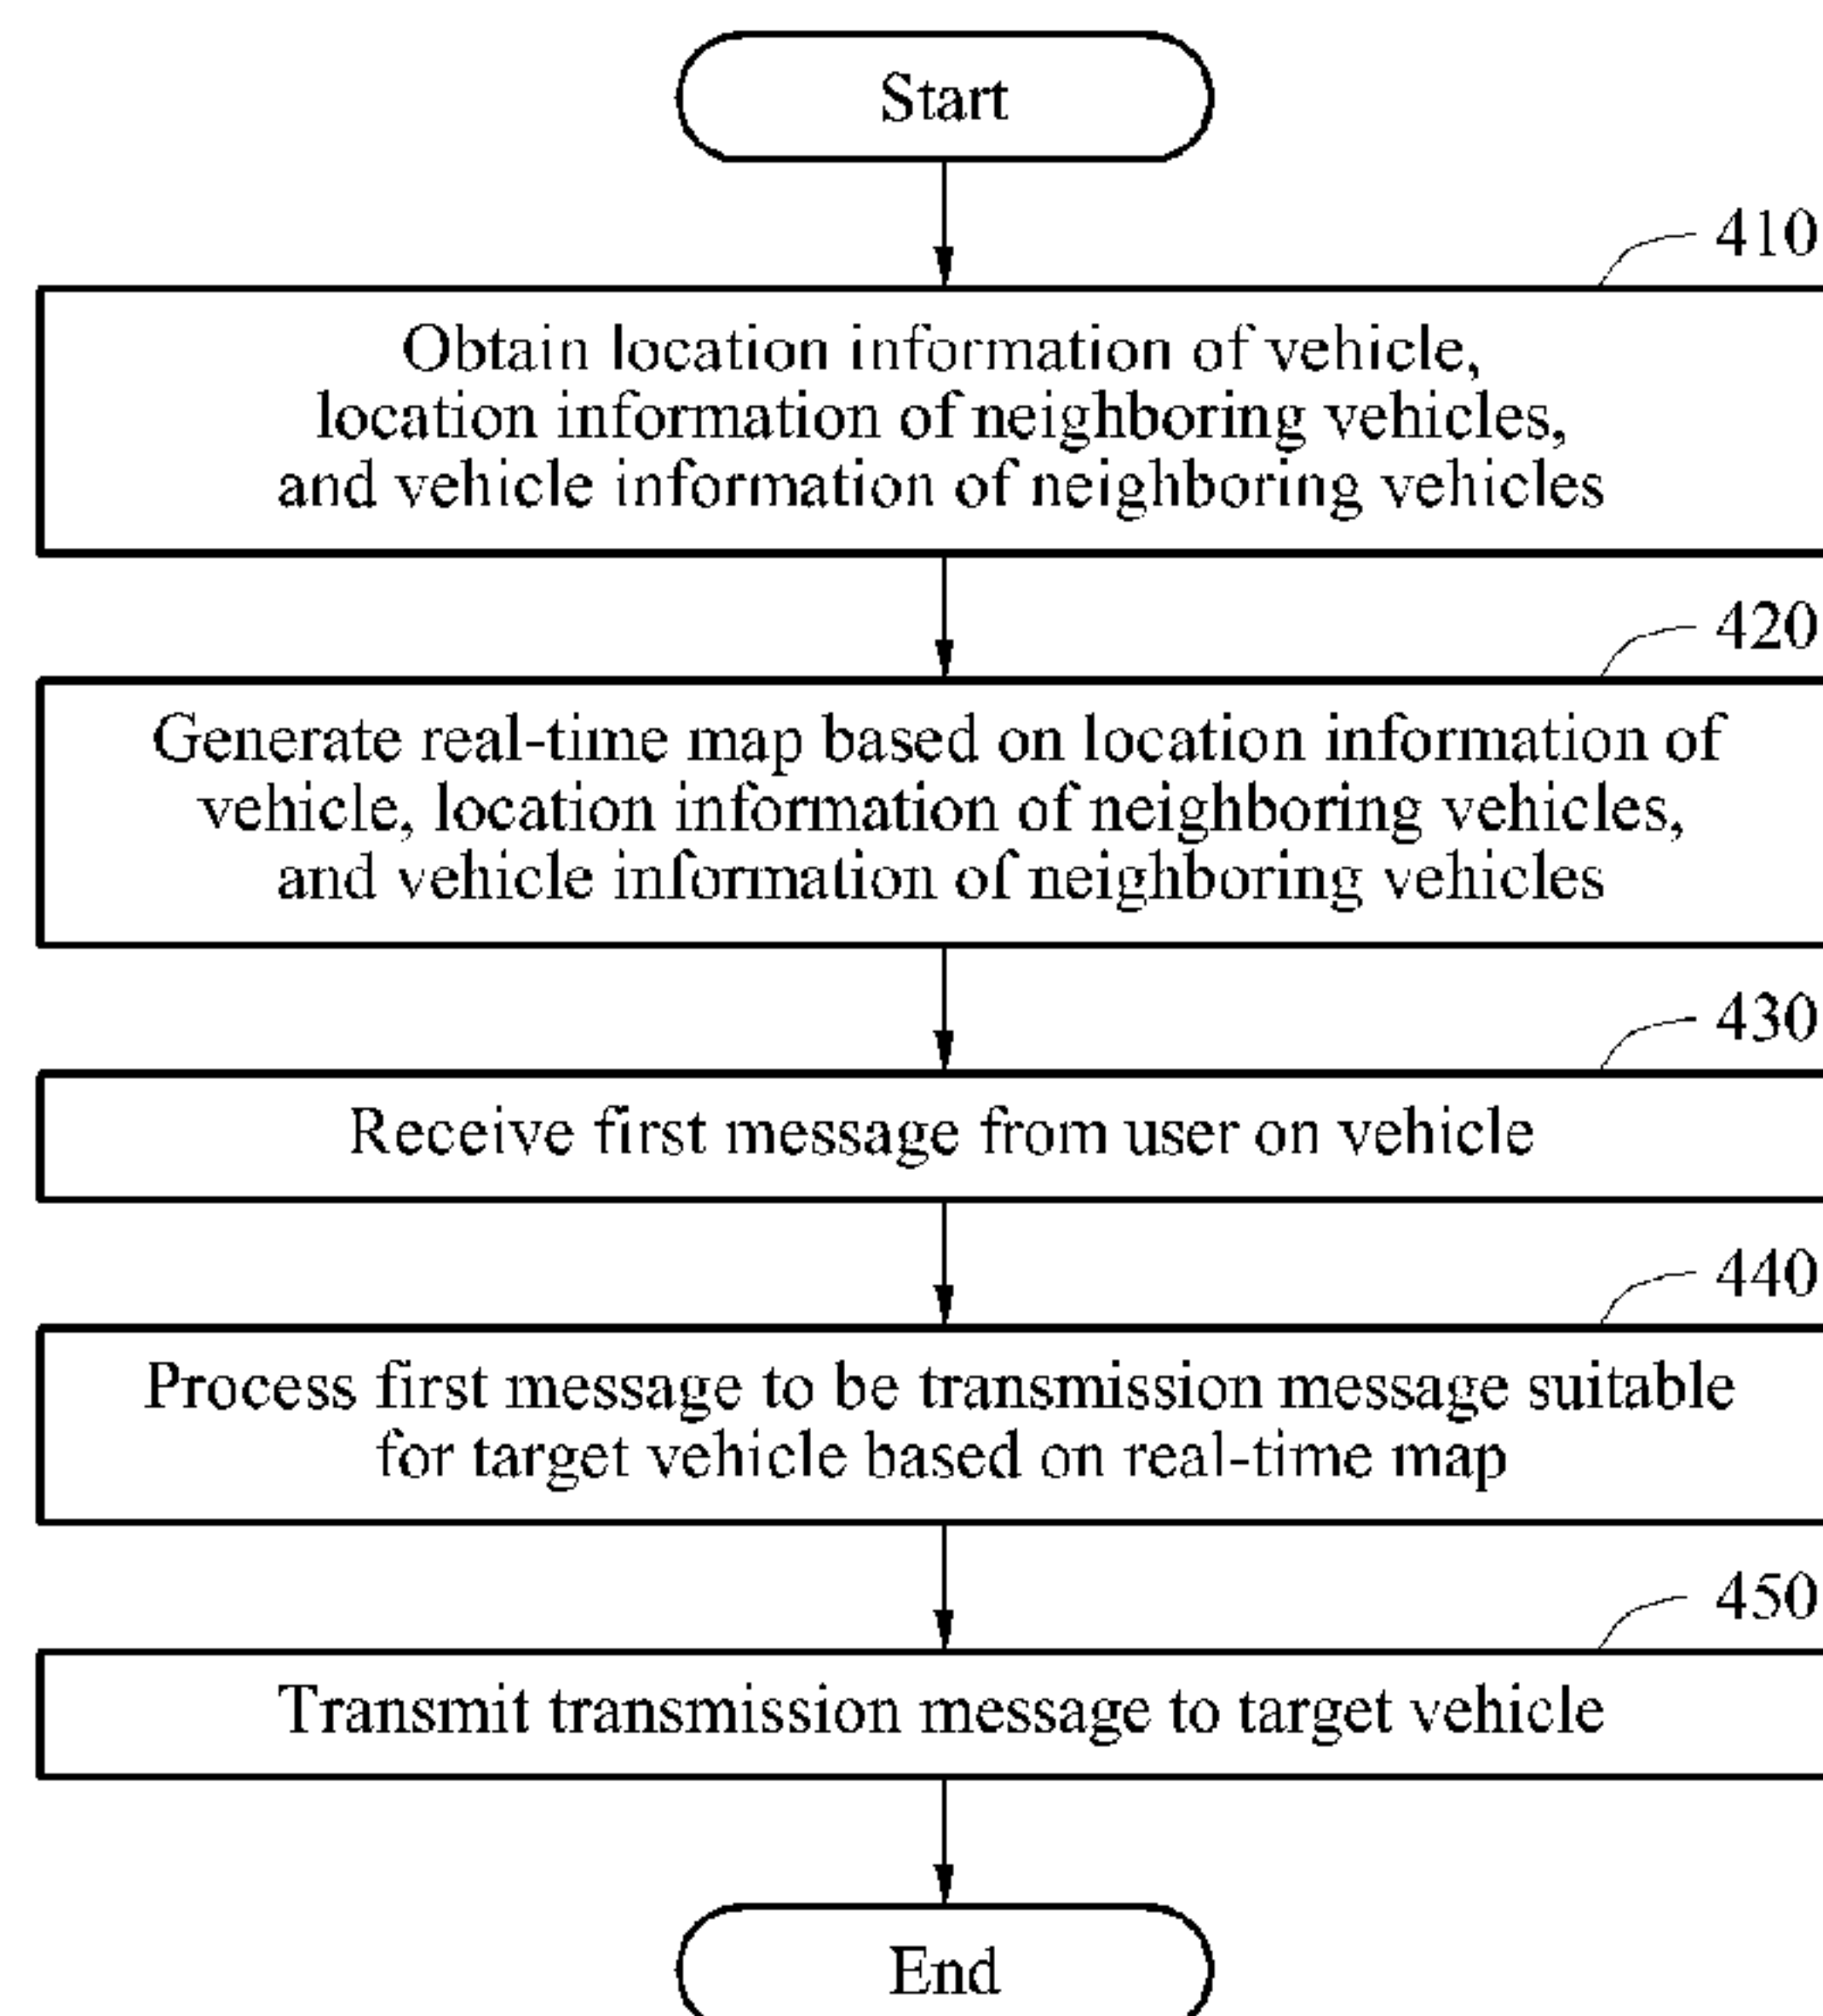 Start
410
Obtain location information of vehicle,
location information of neighboring vehicles,
and vehicle information of neighboring vehicles
420
Generate real-time map based on location information of
vehicle, location information of neighboring vehicles,
and vehicle information of neighboring vehicles
430
Receive first message from user on vehicle
440
Process first message to be transmission message suitable
for target vehicle based on real-time map
450
Transmit transmission message to target vehicle
End